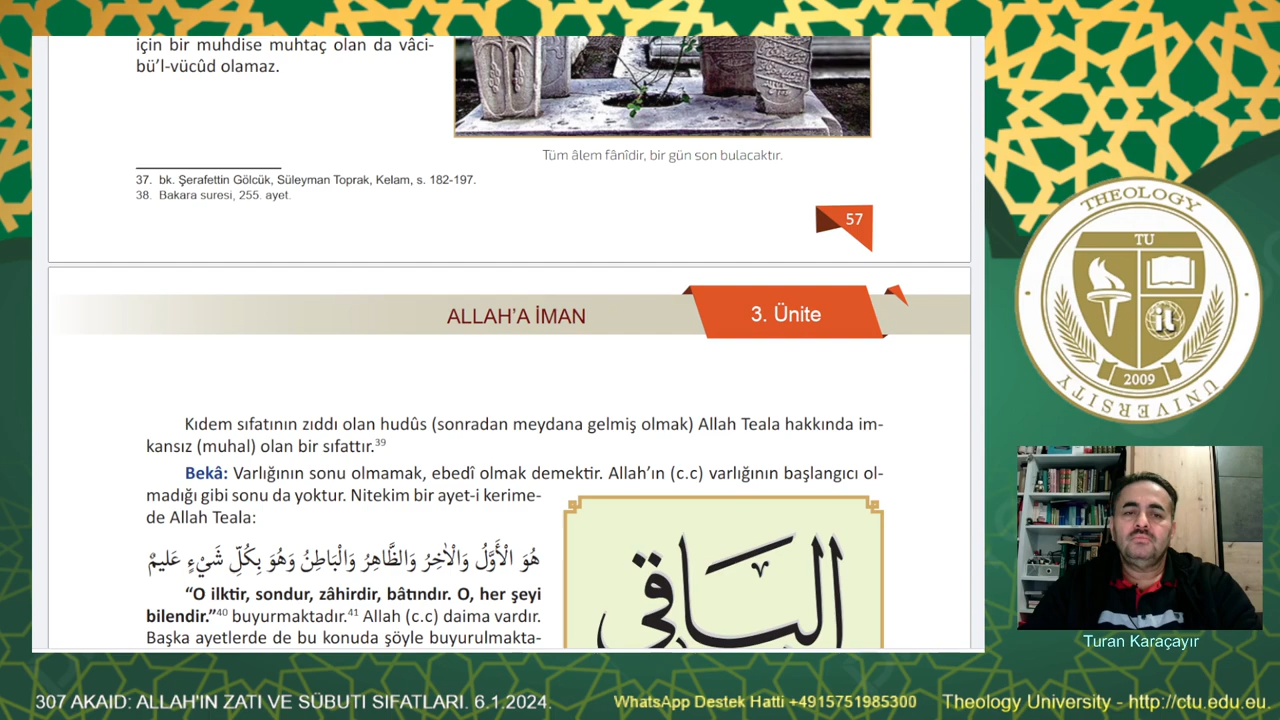 için bir muhdise muhtaç olan da vâci-
bü’l-vücûd olamaz.
Tüm âlem fânîdir, bir gün son bulacaktır.
37. bk. Şerafettin Gölcük, Süleyman Toprak, Kelam, s. 182-197.
38. Bakara suresi, 255. ayet.
57
ALLAH’A İMAN
3. Ünite
Kıdem sıfatının zıddı olan hudûs (sonradan meydana gelmiş olmak) Allah Teala hakkında im-
kansız (muhal) olan bir sıfattır.39
Bekâ: Varlığının sonu olmamak, ebedî olmak demektir. Allah’ın (c.c) varlığının başlangıcı ol-
madığı gibi sonu da yoktur. Nitekim bir ayet-i kerime-
de Allah Teala:
هُوَ الْأَوَّلُ وَالْاٰخِرُ وَالظَّاهِرُ وَالْبَاطِنُ وَهُوَ بِكُلِّ شَيْءٍ عَليمٌ
“O ilktir, sondur, zâhirdir, bâtındır. O, her şeyi
bilendir.”40 buyurmaktadır.41 Allah (c.c) daima vardır.
Başka ayetlerde de bu konuda şöyle buyurulmakta-
الباقي
THEOLOGY
TU
2009
UNIVERSITY
Turan Karaçayır
307 AKAID: ALLAH'IN ZATI VE SÜBUTI SIFATLARI. 6.1.2024.
WhatsApp Destek Hatti +4915751985300
Theology University - http://ctu.edu.eu.